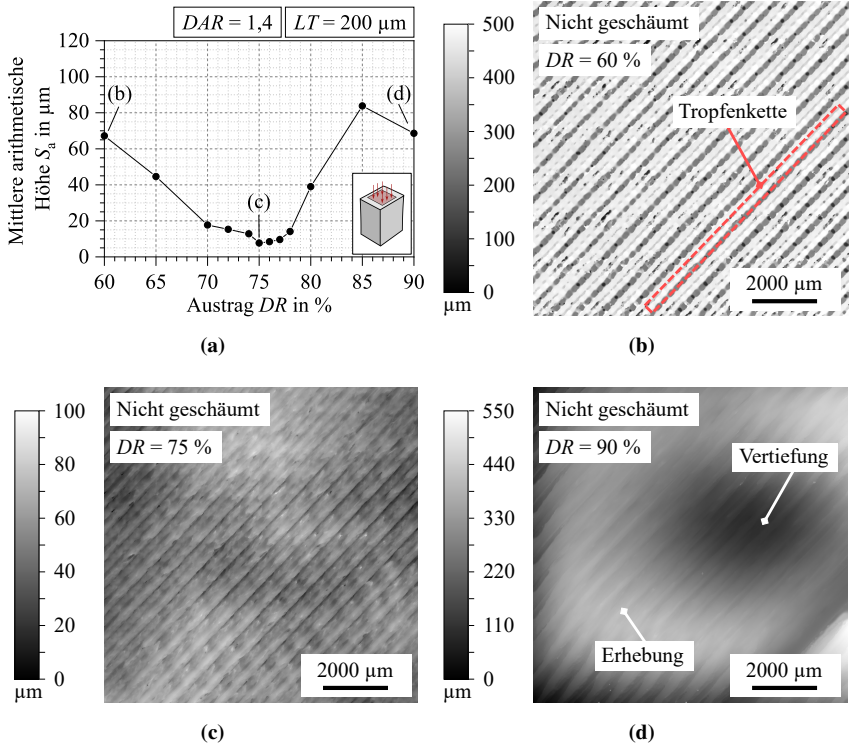 DAR = 1,4
LT = 200 µm
Mittlere arithmetische
Höhe Sa in µm
120
100
80
60
40
20
0
(b)
(c)
(d)
60
65
70
75
80
85
90
Austrag DR in %
(a)
500
400
300
200
100
0
µm
Nicht geschäumt
DR = 60 %
Tropfenkette
2000 µm
(b)
100
80
60
40
20
0
µm
Nicht geschäumt
DR = 75 %
2000 µm
(c)
550
440
330
220
110
0
µm
Nicht geschäumt
DR = 90 %
Vertiefung
Erhebung
2000 µm
(d)